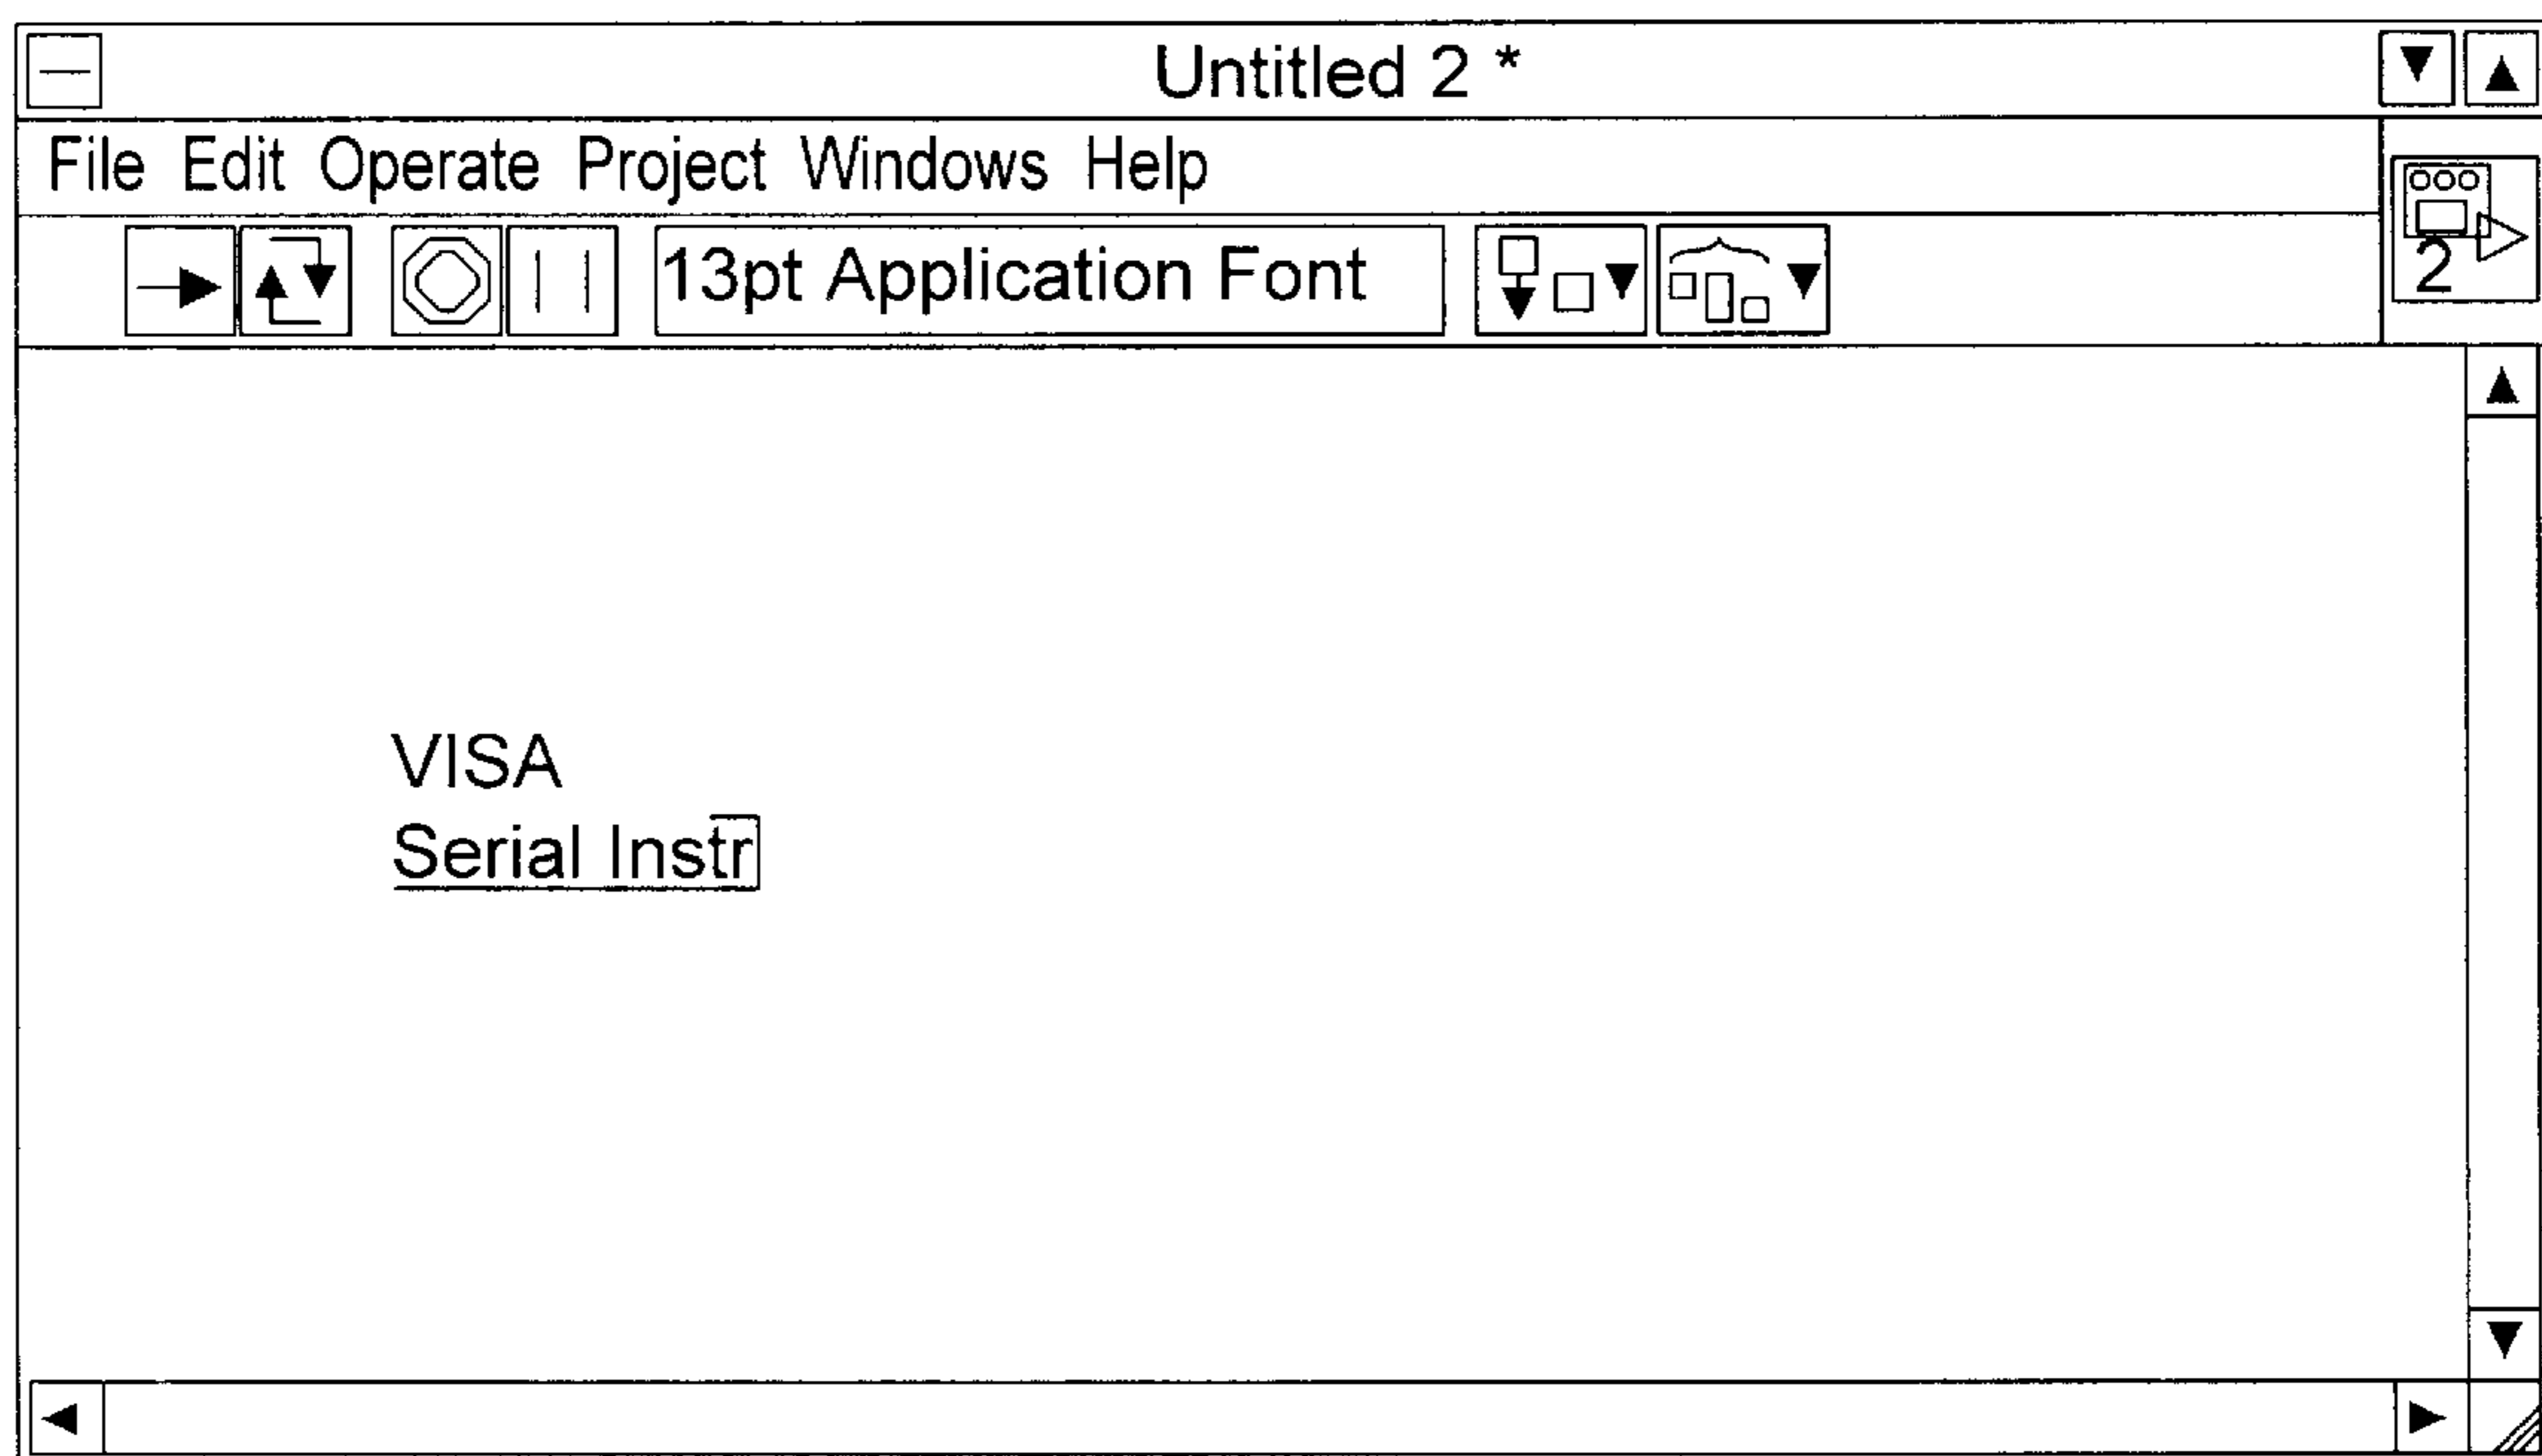 Untitled 2 *
File Edit Operate Project Windows Help
13pt Application Font
2
VISA
Serial Instr